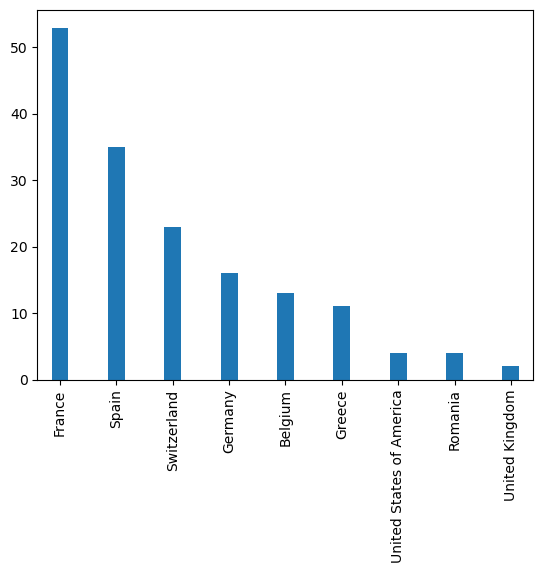 50
40
30
20
10
0
France
Spain
Switzerland
Germany
Belgium
Greece
United States of America
Romania
United Kingdom